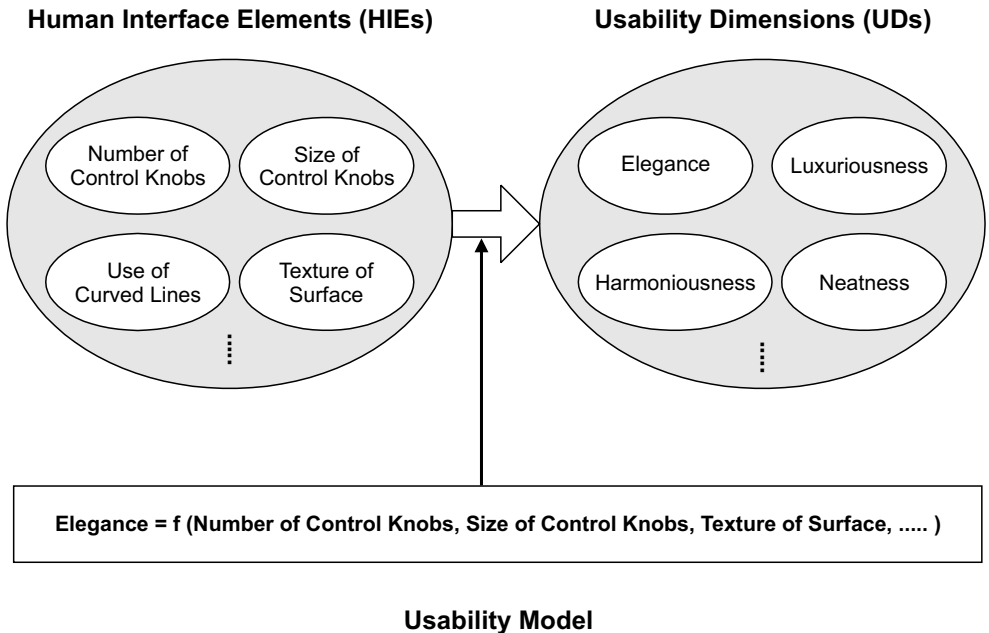 Human Interface Elements (HIEs)
Usability Dimensions (UDs)
Number of
Control Knobs
Size of
Control Knobs
Use of
Curved Lines
Texture of
Surface
Elegance
Luxuriousness
Harmoniousness
Neatness
Elegance = f (Number of Control Knobs, Size of Control Knobs, Texture of Surface, ..... )
Usability Model